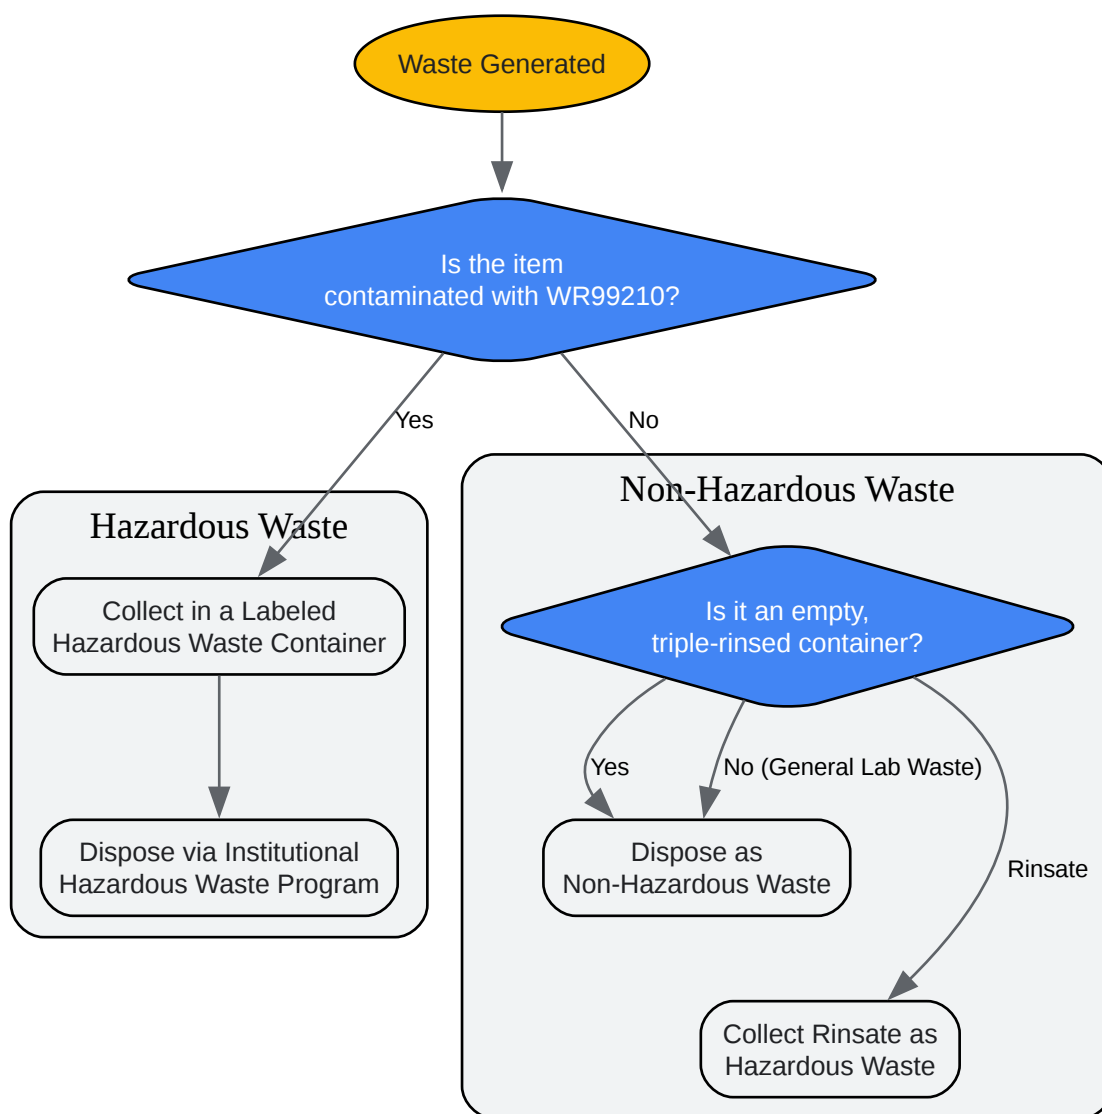 Waste Generated
Is the item
contaminated with WR99210?
Yes
No
Hazardous Waste
Collect in a Labeled
Hazardous Waste Container
Dispose via Institutional
Hazardous Waste Program
Non-Hazardous Waste
Is it an empty,
triple-rinsed container?
Yes
No (General Lab Waste)
Rinsate
Dispose as
Non-Hazardous Waste
Collect Rinsate as
Hazardous Waste